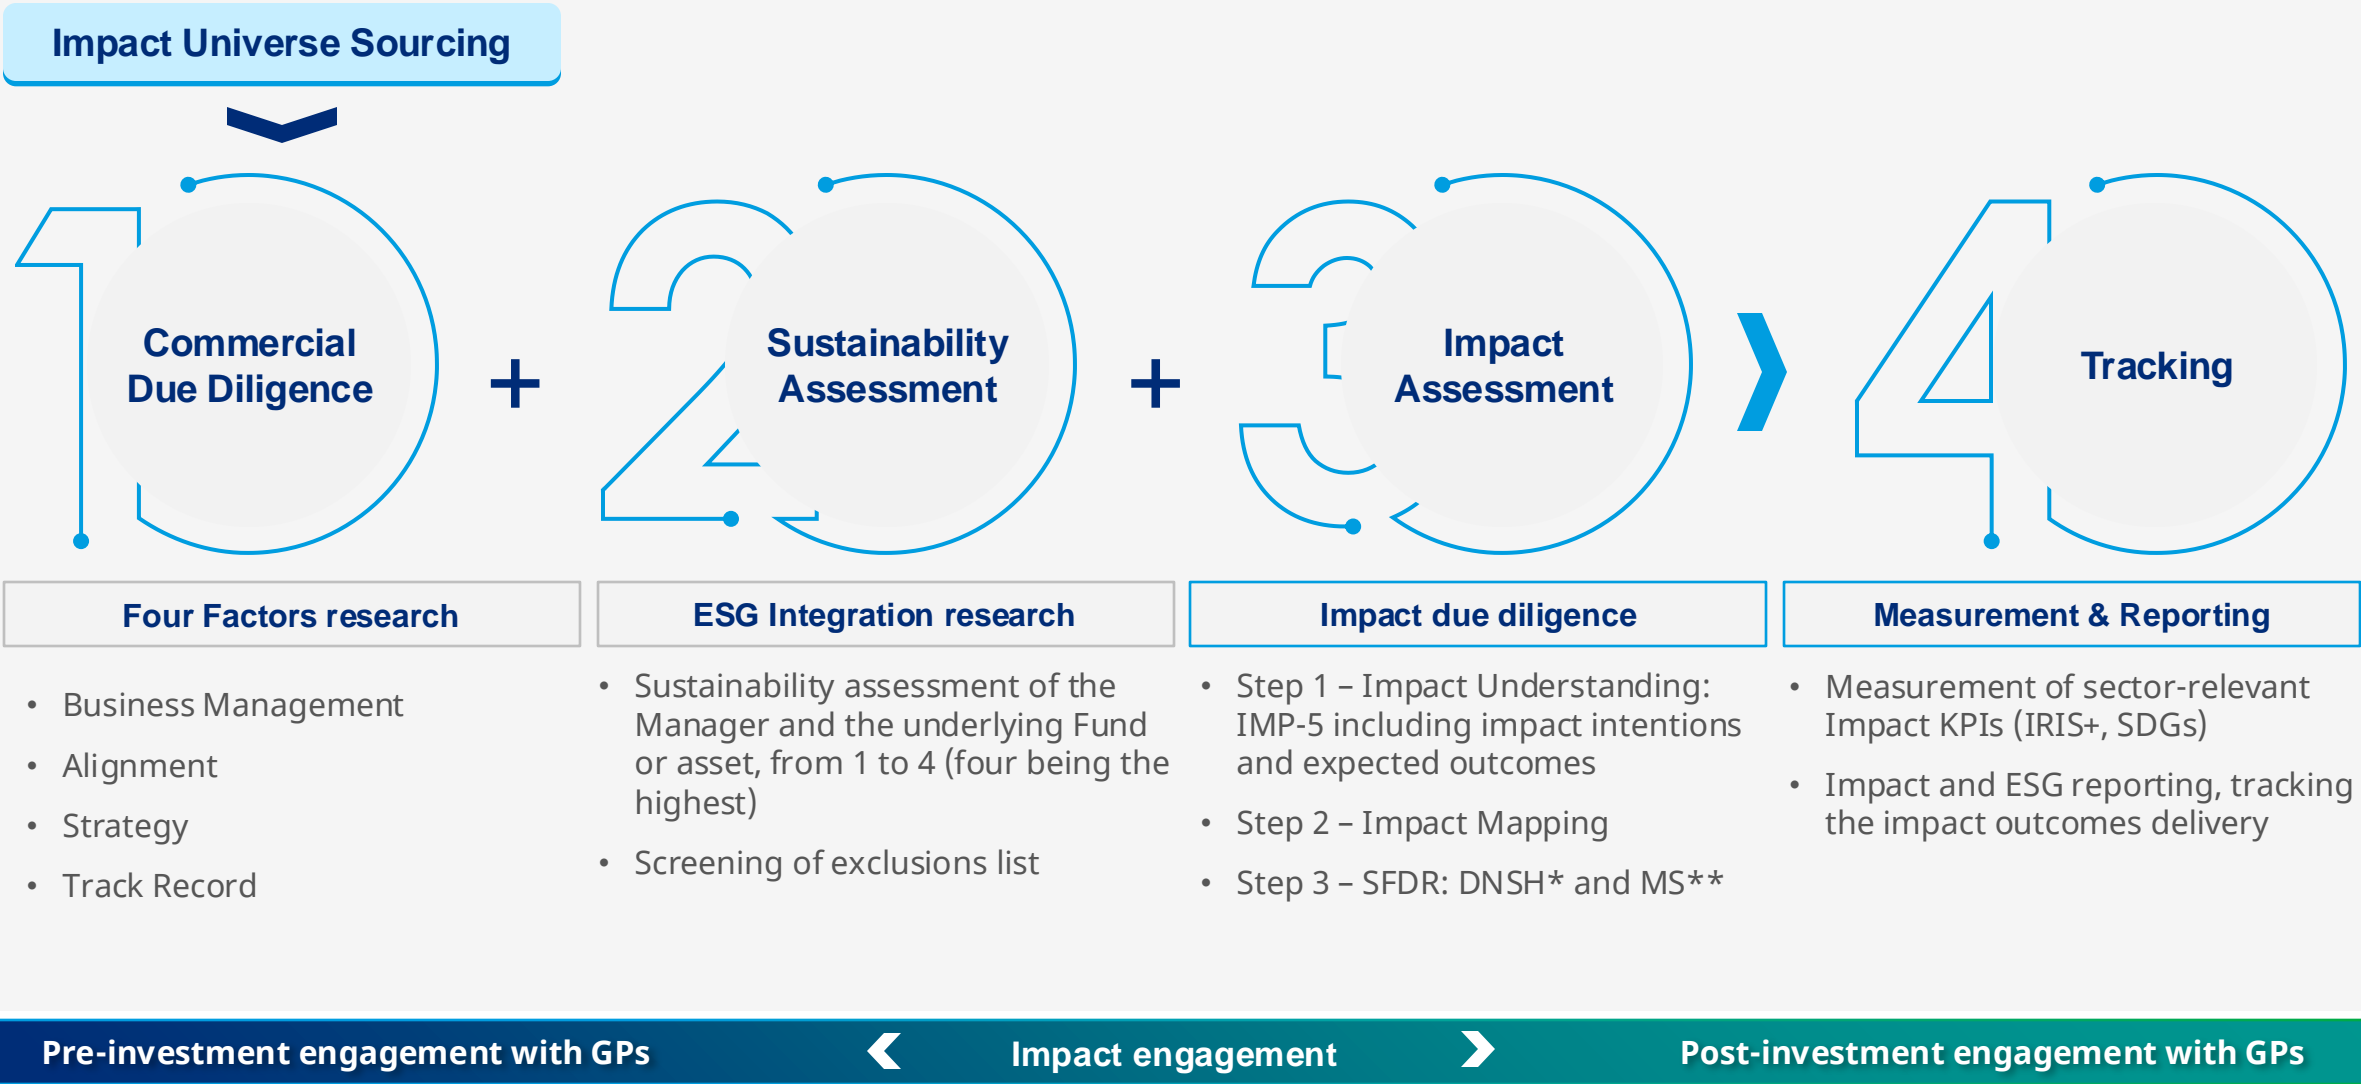 Impact Universe Sourcing
1
Commercial
Due Diligence
+
2
Sustainability
Assessment
+
3
Impact
Assessment
4
Tracking
Four Factors research
• Business Management
• Alignment
• Strategy
• Track Record
ESG Integration research
• Sustainability assessment of the
Manager and the underlying Fund
or asset, from 1 to 4 (four being the
highest)
• Screening of exclusions list
Impact due diligence
• Step 1 – Impact Understanding:
IMP-5 including impact intentions
and expected outcomes
• Step 2 – Impact Mapping
• Step 3 – SFDR: DNSH* and MS**
Measurement & Reporting
• Measurement of sector-relevant
Impact KPIs (IRIS+, SDGs)
• Impact and ESG reporting, tracking
the impact outcomes delivery
Pre-investment engagement with GPs
Impact engagement
Post-investment engagement with GPs